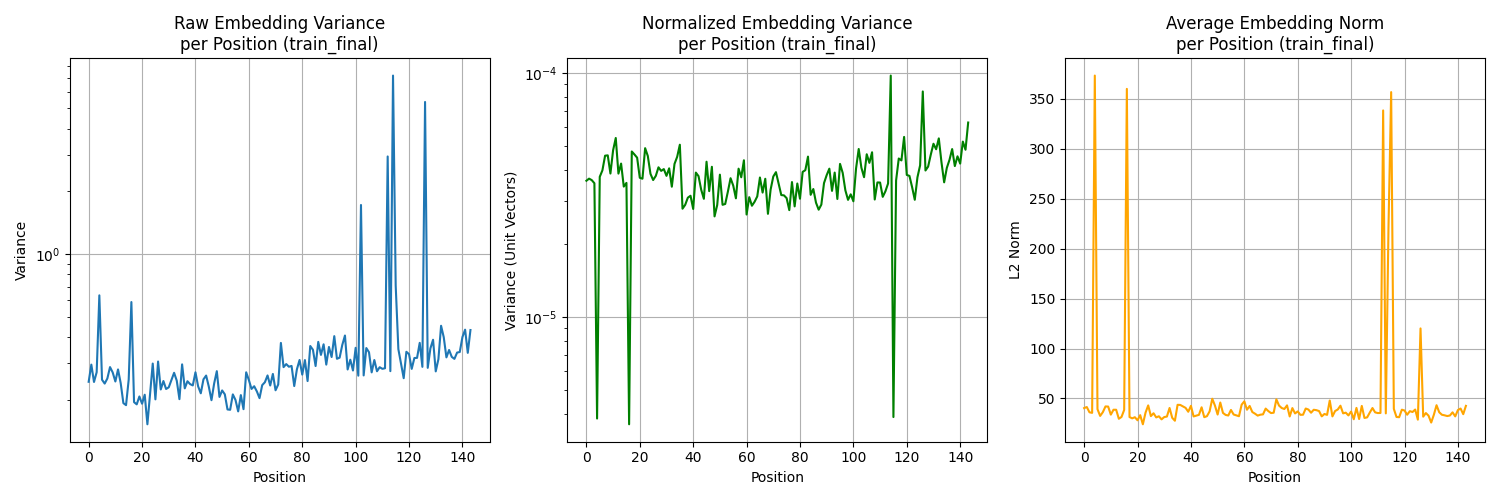 Raw Embedding Variance
per Position (train_final)
Variance
10⁰
0 20 40 60 80 100 120 140
Position
Normalized Embedding Variance
per Position (train_final)
Variance (Unit Vectors)
10⁻⁴
10⁻⁵
0 20 40 60 80 100 120 140
Position
Average Embedding Norm
per Position (train_final)
L2 Norm
350
300
250
200
150
100
50
0 20 40 60 80 100 120 140
Position